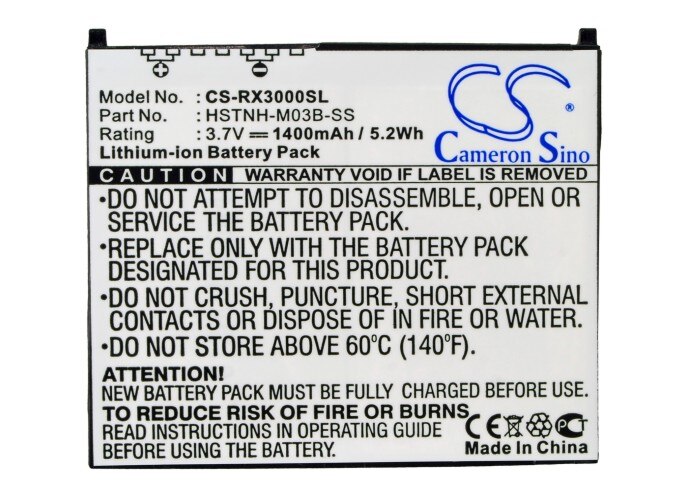 Model No.: CS-RX3000SL
Part No.: HSTNH-M03B-SS
Rating: 3.7V 1400mAh / 5.2Wh
Lithium-ion Battery Pack
CS
®
Cameron Sino
CAUTION WARRANTY VOID IF LABEL IS REMOVED
•DO NOT ATTEMPT TO DISASSEMBLE, OPEN OR
SERVICE THE BATTERY PACK.
•REPLACE ONLY WITH THE BATTERY PACK
DESIGNATED FOR THIS PRODUCT.
•DO NOT CRUSH, PUNCTURE, SHORT EXTERNAL
CONTACTS OR DISPOSE OF IN FIRE OR WATER.
•DO NOT STORE ABOVE 60°C (140°F).
ATTENTION!
NEW BATTERY PACK MUST BE FULLY CHARGED BEFORE USE
TO REDUCE RISK OF FIRE OR BURNS
READ INSTRUCTIONS IN OPERATING GUIDE
BEFORE USING BATTERY PACK
CE
Made In China